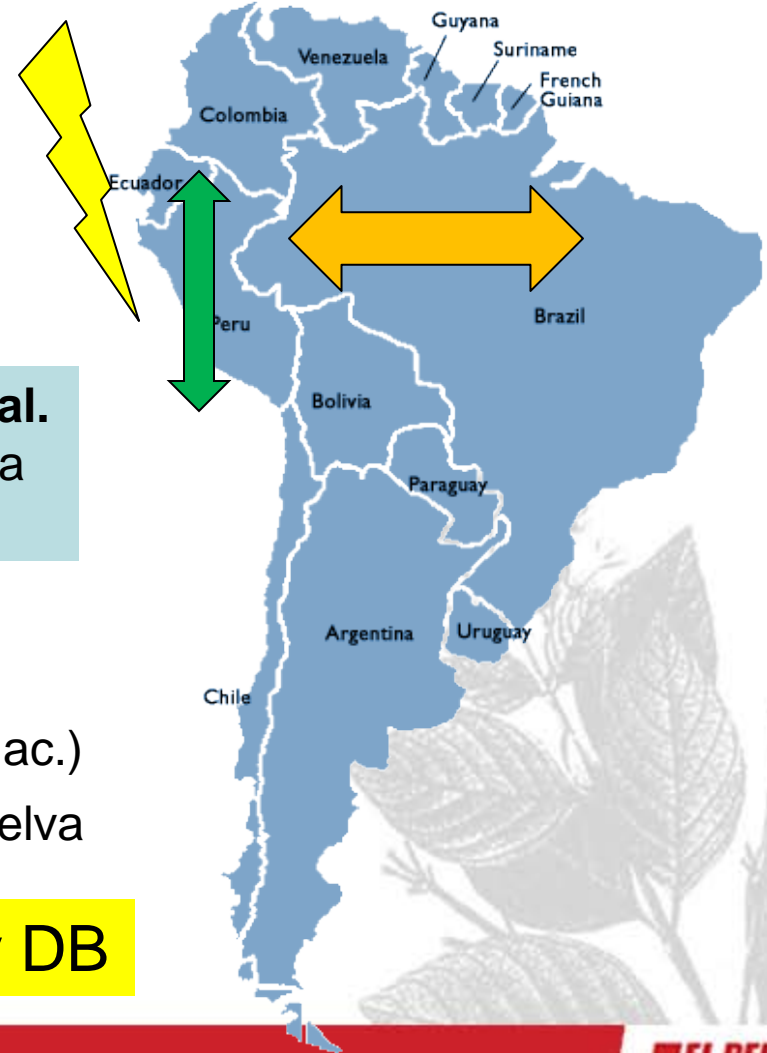 Guyana
Suriname
Venezuela
French
Guiana
Colombia
Ecuador
Peru
Brazil
al.
a
Bolivia
Paraguay
Argentina
Uruguay
Chile
ac.)
elva
DB